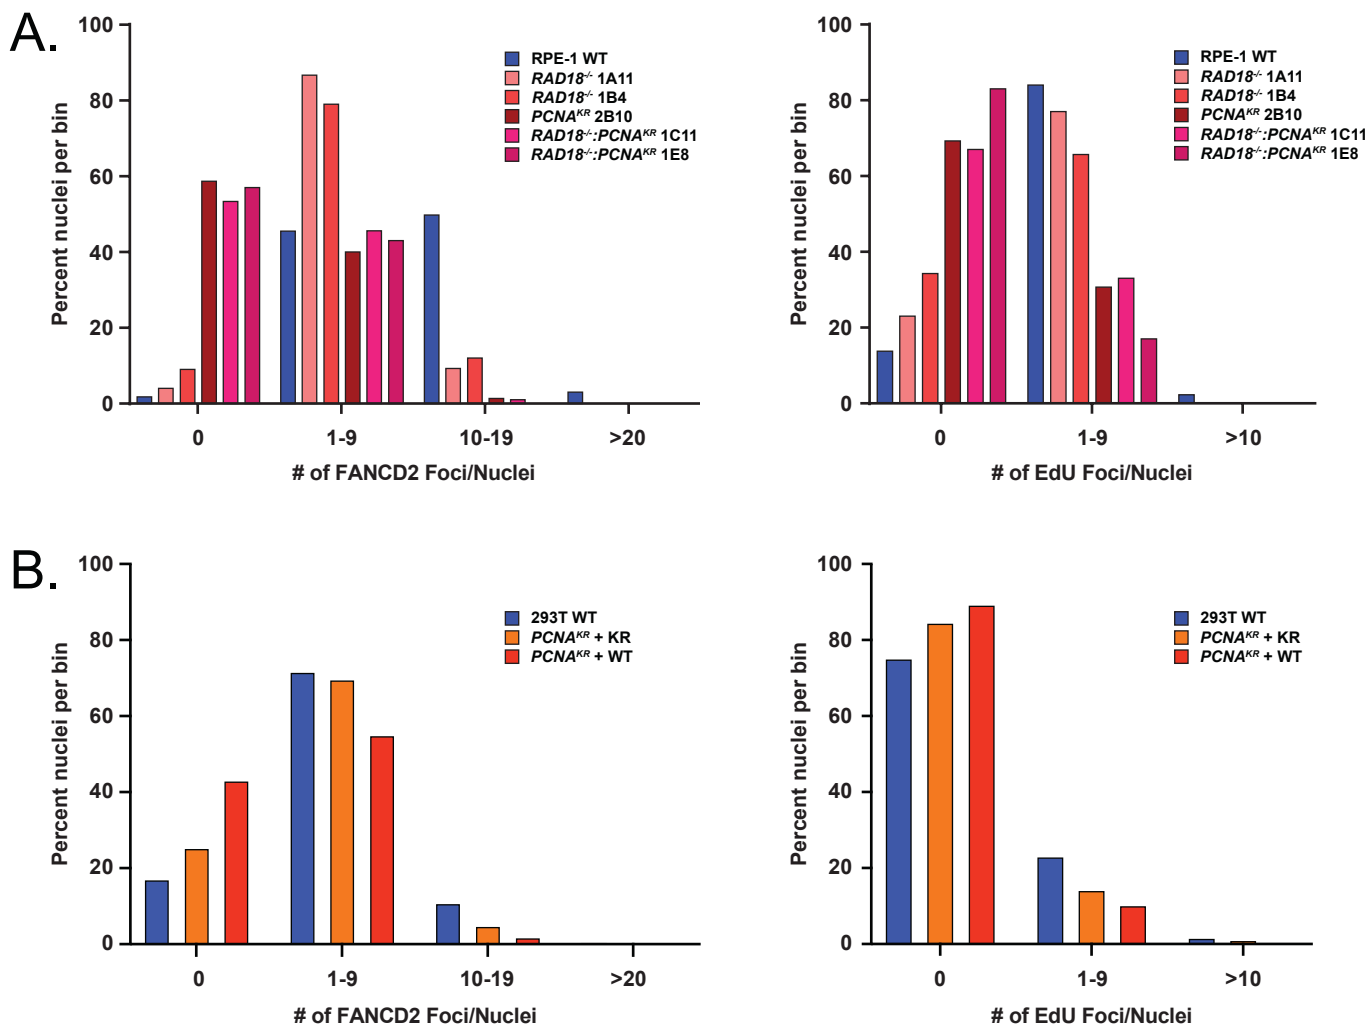 A.
Percent nuclei per bin
100
80
60
40
20
0
0
1-9
10-19
>20
# of FANCD2 Foci/Nuclei
RPE-1 WT
RAD18-/- 1A11
RAD18-/- 1B4
PCNAKR 2B10
RAD18-/-:PCNAKR 1C11
RAD18-/-:PCNAKR 1E8
Percent nuclei per bin
100
80
60
40
20
0
0
1-9
>10
# of EdU Foci/Nuclei
RPE-1 WT
RAD18-/- 1A11
RAD18-/- 1B4
PCNAKR 2B10
RAD18-/-:PCNAKR 1C11
RAD18-/-:PCNAKR 1E8
B.
Percent nuclei per bin
100
80
60
40
20
0
0
1-9
10-19
>20
# of FANCD2 Foci/Nuclei
293T WT
PCNAKR + KR
PCNAKR + WT
Percent nuclei per bin
100
80
60
40
20
0
0
1-9
>10
# of EdU Foci/Nuclei
293T WT
PCNAKR + KR
PCNAKR + WT